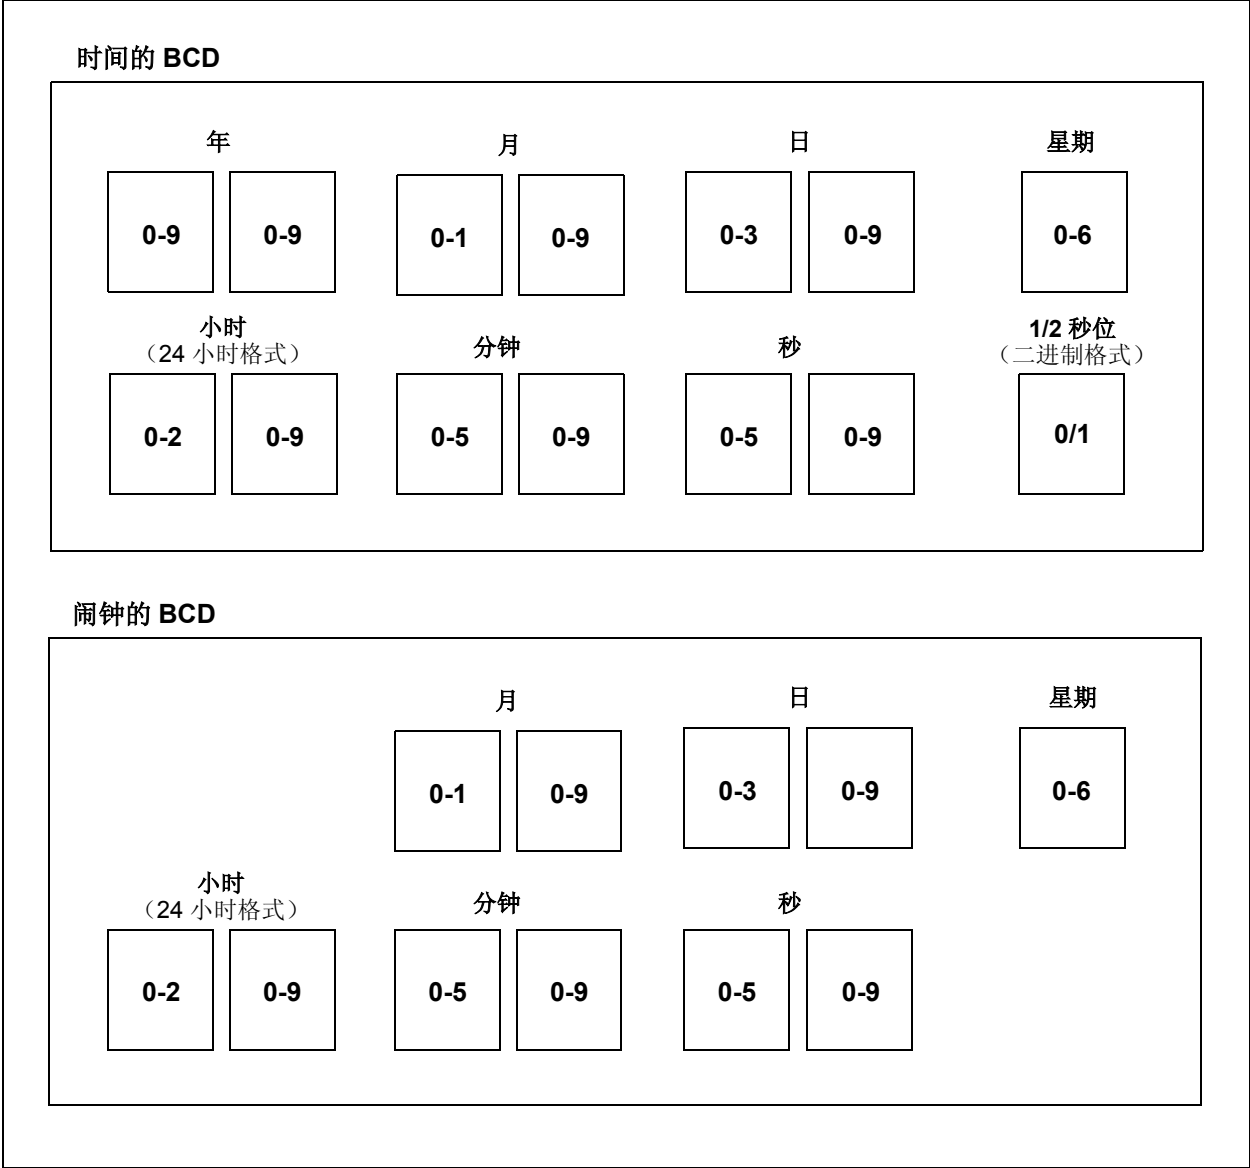 时间的 BCD
年 月 日 星期
0-9 0-9 0-1 0-9 0-3 0-9 0-6
小时 分钟 秒 1/2 秒位
（24 小时格式） （二进制格式）
0-2 0-9 0-5 0-9 0-5 0-9 0/1
闹钟的 BCD
月 日 星期
0-1 0-9 0-3 0-9 0-6
小时 分钟 秒
（24 小时格式）
0-2 0-9 0-5 0-9 0-5 0-9